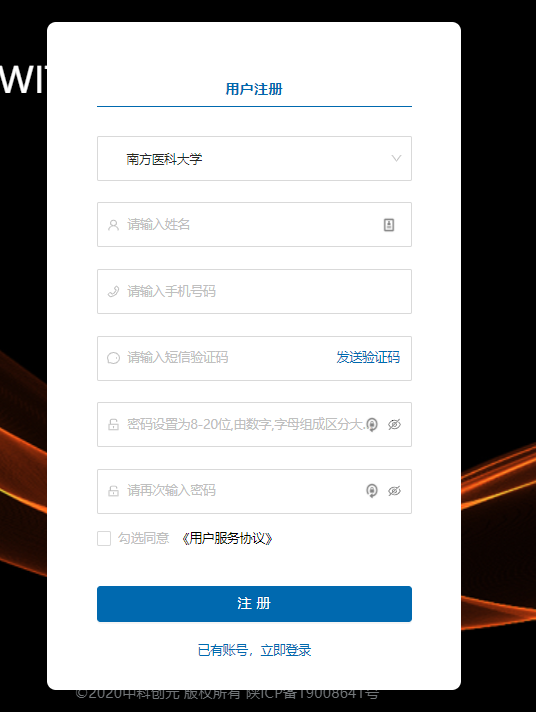 WIT
用户注册
南方医科大学
请输入姓名
请输入手机号码
请输入短信验证码 发送验证码
密码设置为8-20位,由数字,字母组成区分大...
请再次输入密码
勾选同意 《用户服务协议》
注 册
已有账号，立即登录
©2020中科创元 版权所有 陕ICP备19008641号